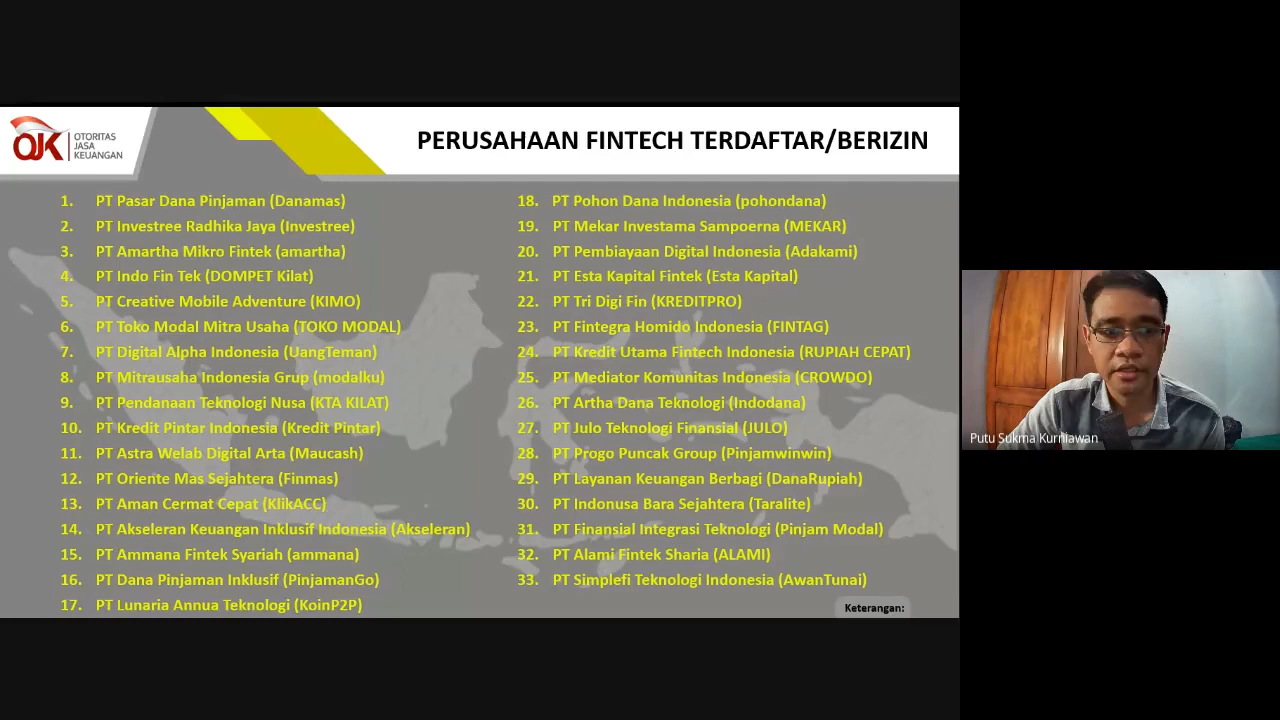 OJK
OTORITAS
JASA
KEUANGAN
PERUSAHAAN FINTECH TERDAFTAR/BERIZIN
1. PT Pasar Dana Pinjaman (Danamas)
2. PT Investree Radhika Jaya (Investree)
3. PT Amartha Mikro Fintek (amartha)
4. PT Indo Fin Tek (DOMPET Kilat)
5. PT Creative Mobile Adventure (KIMO)
6. PT Toko Modal Mitra Usaha (TOKO MODAL)
7. PT Digital Alpha Indonesia (UangTeman)
8. PT Mitrausaha Indonesia Grup (modalku)
9. PT Pendanaan Teknologi Nusa (KTA KILAT)
10. PT Kredit Pintar Indonesia (Kredit Pintar)
11. PT Astra Welab Digital Arta (Maucash)
12. PT Oriente Mas Sejahtera (Finmas)
13. PT Aman Cermat Cepat (KlikACC)
14. PT Akseleran Keuangan Inklusif Indonesia (Akseleran)
15. PT Ammana Fintek Syariah (ammana)
16. PT Dana Pinjaman Inklusif (PinjamanGo)
17. PT Lunaria Annua Teknologi (KoinP2P)
18. PT Pohon Dana Indonesia (pohondana)
19. PT Mekar Investama Sampoerna (MEKAR)
20. PT Pembiayaan Digital Indonesia (Adakami)
21. PT Esta Kapital Fintek (Esta Kapital)
22. PT Tri Digi Fin (KREDITPRO)
23. PT Fintegra Homido Indonesia (FINTAG)
24. PT Kredit Utama Fintech Indonesia (RUPIAH CEPAT)
25. PT Mediator Komunitas Indonesia (CROWDO)
26. PT Artha Dana Teknologi (Indodana)
27. PT Julo Teknologi Finansial (JULO)
28. PT Progo Puncak Group (Pinjamwinwin)
29. PT Layanan Keuangan Berbagi (DanaRupiah)
30. PT Indonusa Bara Sejahtera (Taralite)
31. PT Finansial Integrasi Teknologi (Pinjam Modal)
32. PT Alami Fintek Sharia (ALAMI)
33. PT Simplefi Teknologi Indonesia (AwanTunai)
Keterangan:
Putu Sukma Kurniawan